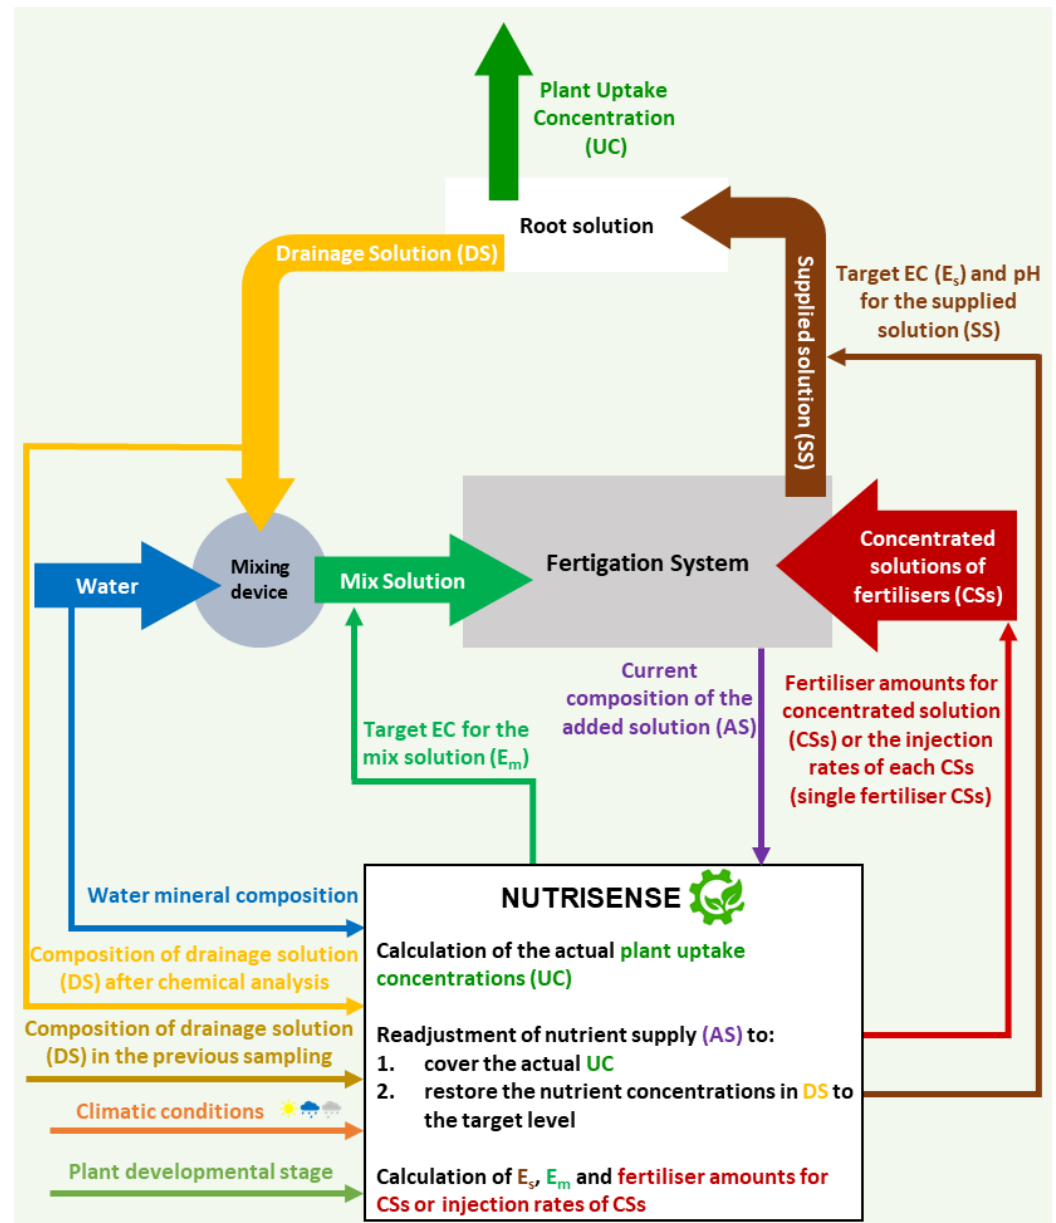 Plant Uptake
Concentration
(UC)
Root solution
Drainage Solution (DS)
Supplied solution (SS)
Target EC (Es) and pH
for the supplied
solution (SS)
Water
Mixing
device
Mix Solution
Fertigation System
Concentrated
solutions of
fertilisers (CSs)
Target EC for the
mix solution (Em)
Current
composition of the
added solution (AS)
Fertiliser amounts for
concentrated solution
(CSs) or the injection
rates of each CSs
(single fertiliser CSs)
Water mineral composition
Composition of drainage solution
(DS) after chemical analysis
Composition of drainage solution
(DS) in the previous sampling
Climatic conditions
Plant developmental stage
NUTRISENSE
Calculation of the actual plant uptake
concentrations (UC)
Readjustment of nutrient supply (AS) to:
1. cover the actual UC
2. restore the nutrient concentrations in DS to
the target level
Calculation of Es, Em and fertiliser amounts for
CSs or injection rates of CSs